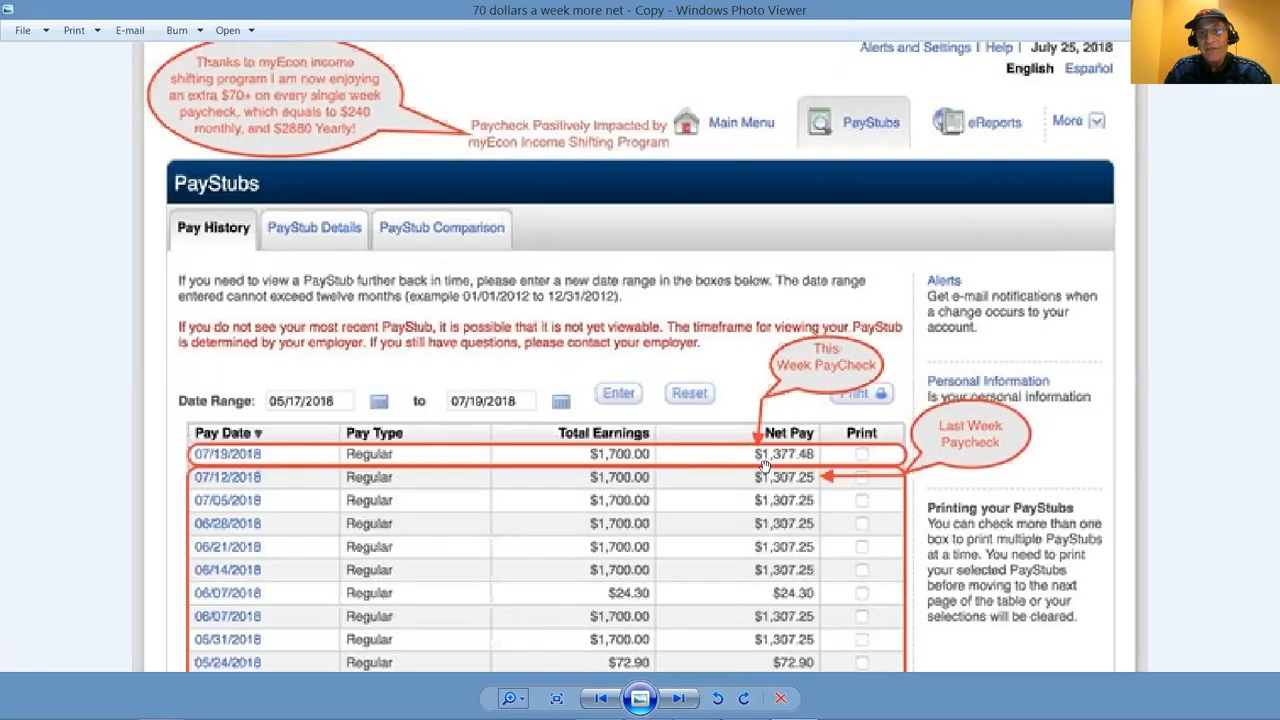 70 dollars a week more net - Copy - Windows Photo Viewer
File Print E-mail Burn Open
Thanks to myEcon income
shifting program I am now enjoying
an extra $70+ on every single week
paycheck, which equals to $240
monthly, and $2880 Yearly!
Paycheck Positively Impacted by
myEcon Income Shifting Program
Alerts and Settings | Help | July 25, 2018
English Español
Main Menu PayStubs eReports More
PayStubs
Pay History PayStub Details PayStub Comparison
If you need to view a PayStub further back in time, please enter a new date range in the boxes below. The date range
entered cannot exceed twelve months (example 01/01/2012 to 12/31/2012).
If you do not see your most recent PayStub, it is possible that it is not yet viewable. The timeframe for viewing your PayStub
is determined by your employer. If you still have questions, please contact your employer.
This
Week PayCheck
Date Range: 05/17/2018 to 07/19/2018 Enter Reset Print
Pay Date Pay Type Total Earnings Net Pay Print
07/19/2018 Regular $1,700.00 $1,377.48
07/12/2018 Regular $1,700.00 $1,307.25
07/05/2018 Regular $1,700.00 $1,307.25
06/28/2018 Regular $1,700.00 $1,307.25
06/21/2018 Regular $1,700.00 $1,307.25
06/14/2018 Regular $1,700.00 $1,307.25
06/07/2018 Regular $24.30 $24.30
06/07/2018 Regular $1,700.00 $1,307.25
05/31/2018 Regular $1,700.00 $1,307.25
05/24/2018 Regular $72.90 $72.90
Alerts
Get e-mail notifications when
a change occurs to your
account.
Personal Information
Is your personal information
Last Week
Paycheck
Printing your PayStubs
You can check more than one
box to print multiple PayStubs
at a time. You need to print
your selected PayStubs
before moving to the next
page of the table or your
selections will be cleared.